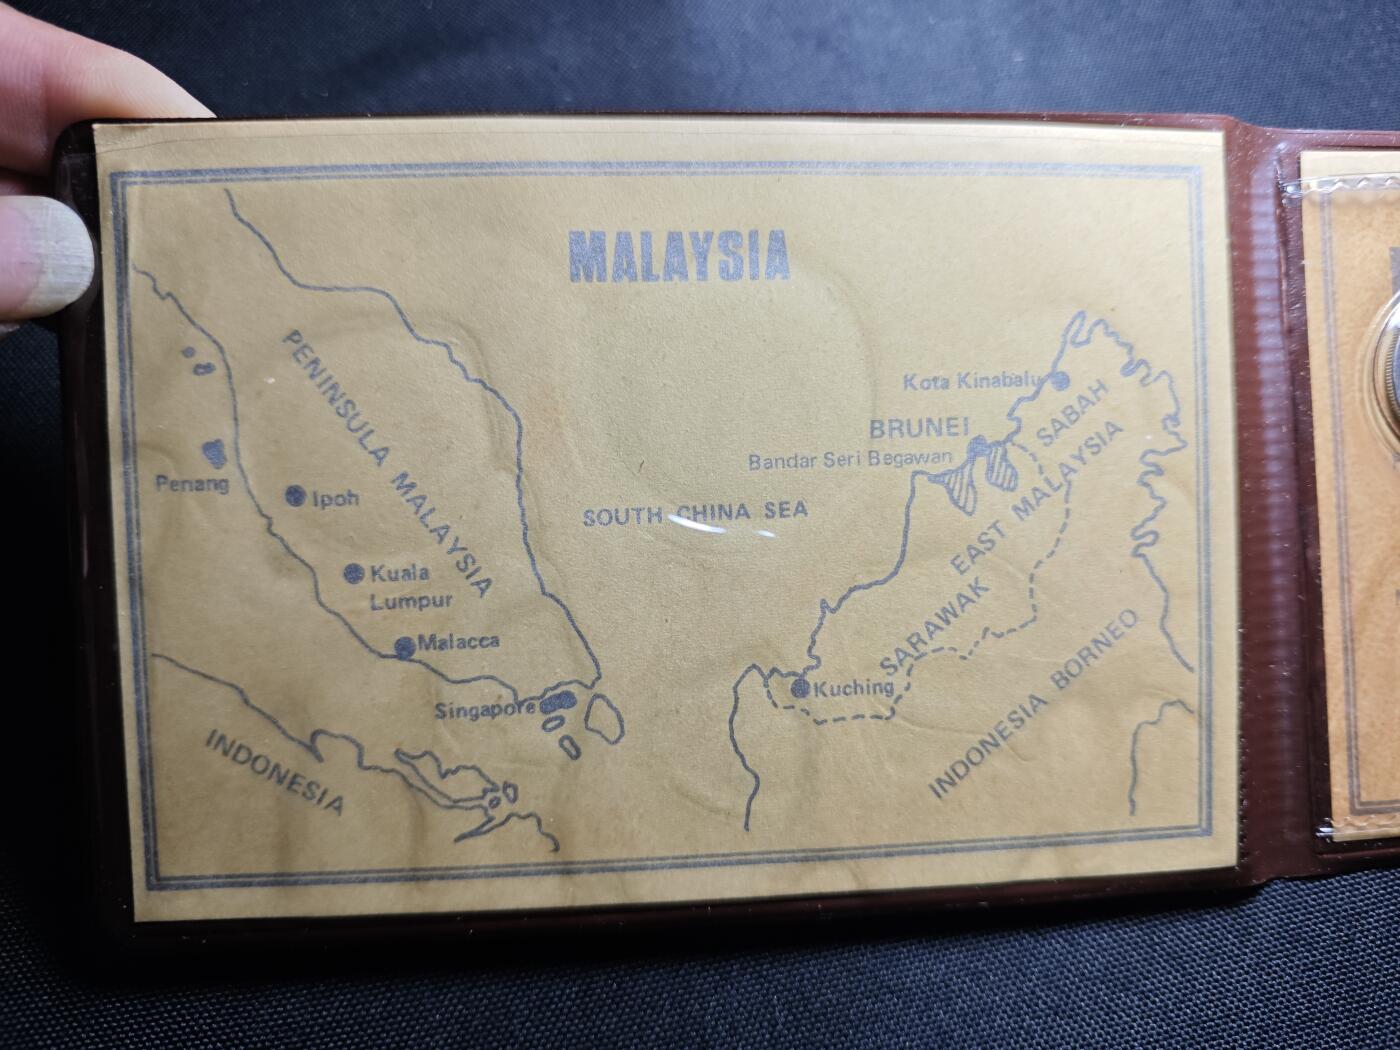 MALAYSIA
PENINSULA MALAYSIA
Penang
Ipoh
Kuala
Lumpur
Malacca
Singapore
INDONESIA
SOUTH CHINA SEA
Kota Kinabalu
BRUNEI
Bandar Seri Begawan
SABAH
EAST MALAYSIA
SARAWAK
Kuching
INDONESIA BORNEO